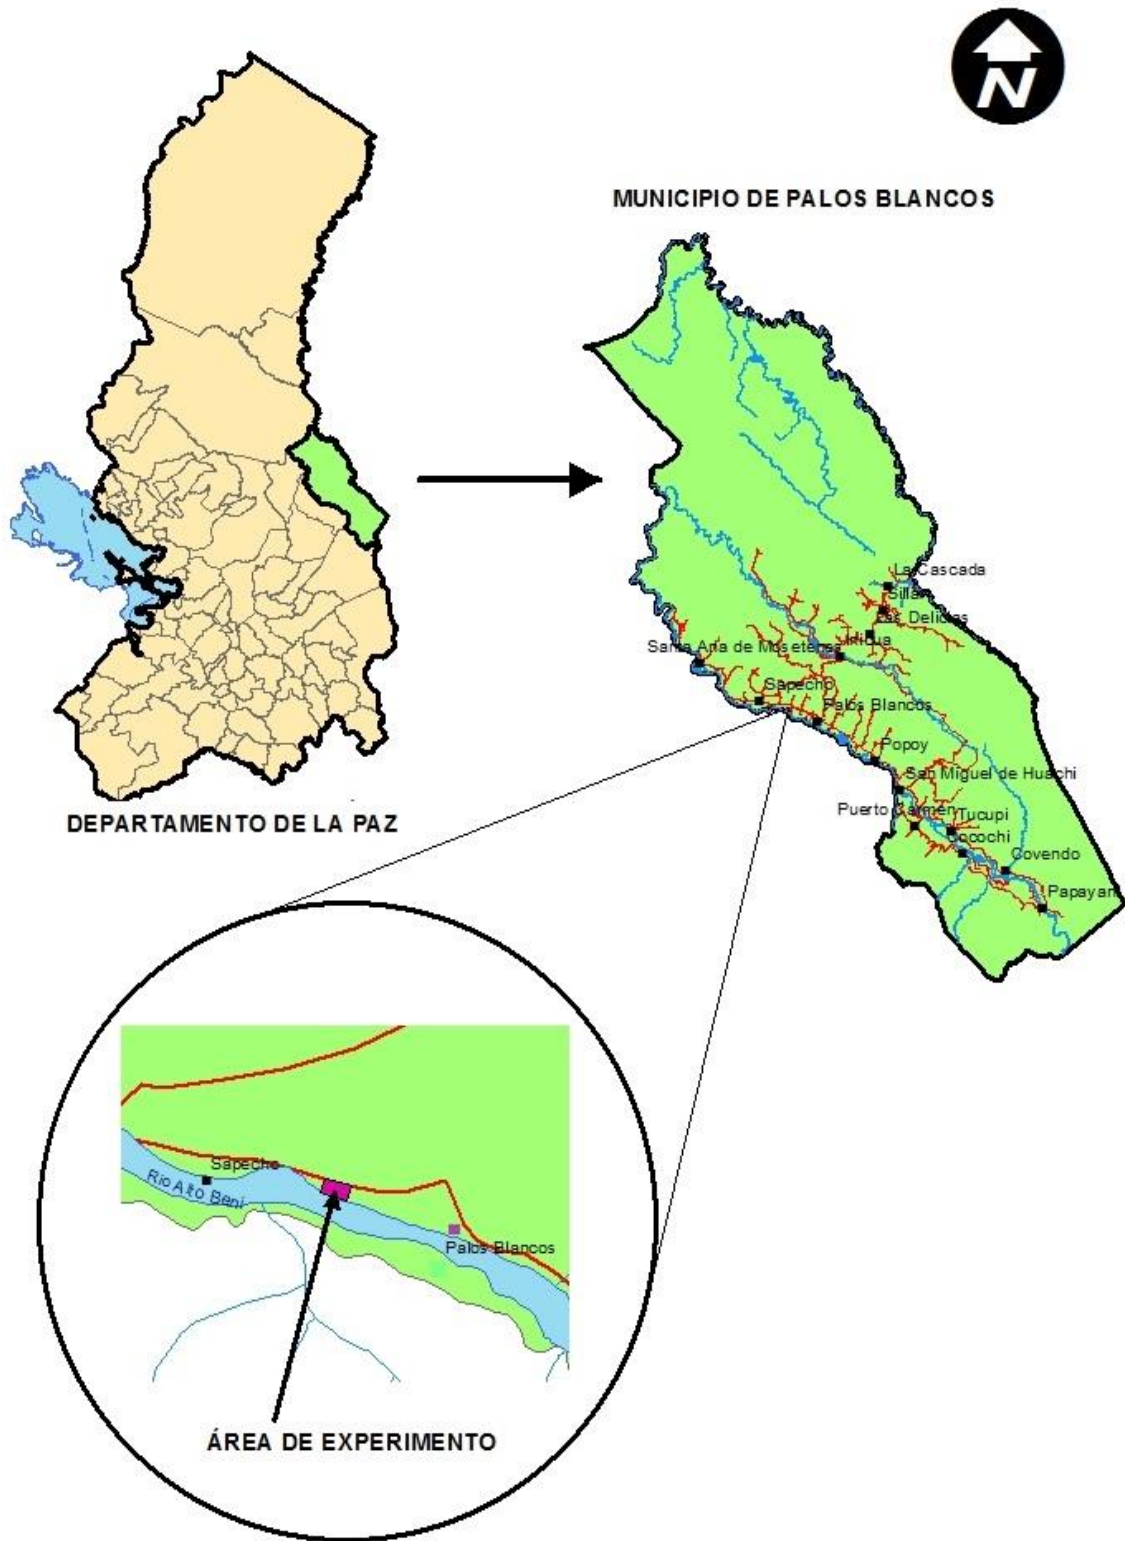 N
MUNICIPIO DE PALOS BLANCOS
La Cascada
Sillar
Las Delicias
Inicua
Santa Ana de Mosetenes
Sapecho
Palos Blancos
Popoy
San Miguel de Huachi
Puerto Carmen
Tucupi
Cocochi
Covendo
Papayani
DEPARTAMENTO DE LA PAZ
Sapecho
Rio Alto Beni
Palos Blancos
ÁREA DE EXPERIMENTO